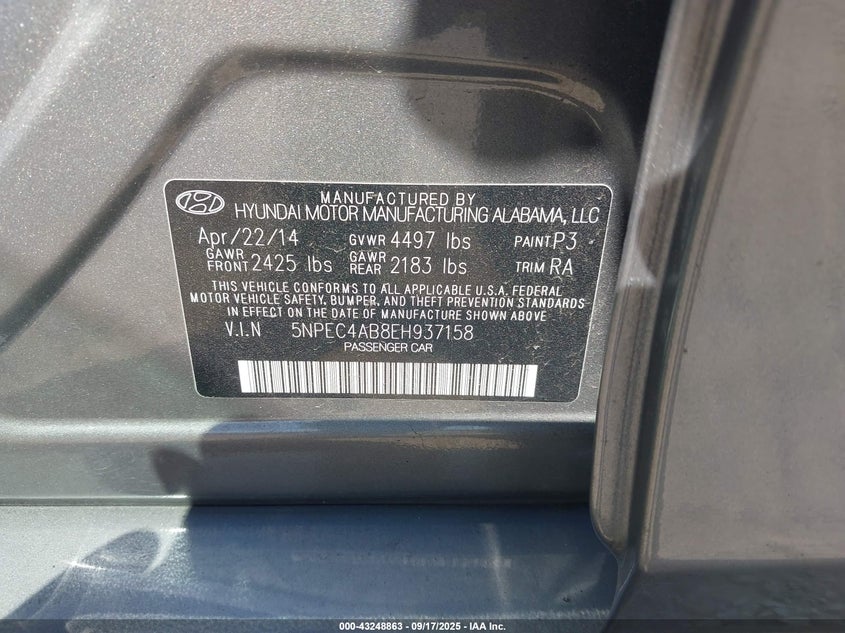 MANUFACTURED BY
HYUNDAI MOTOR MANUFACTURING ALABAMA, LLC
Apr/22/14 GVWR 4497 lbs PAINT P3
GAWR FRONT 2425 lbs GAWR REAR 2183 lbs TRIM RA
THIS VEHICLE CONFORMS TO ALL APPLICABLE U.S.A. FEDERAL
MOTOR VEHICLE SAFETY, BUMPER, AND THEFT PREVENTION STANDARDS
IN EFFECT ON THE DATE OF MANUFACTURE SHOWN ABOVE
V.I.N 5NPEC4AB8EH937158
PASSENGER CAR
000-43248863 - 09/17/2025 - IAA Inc.